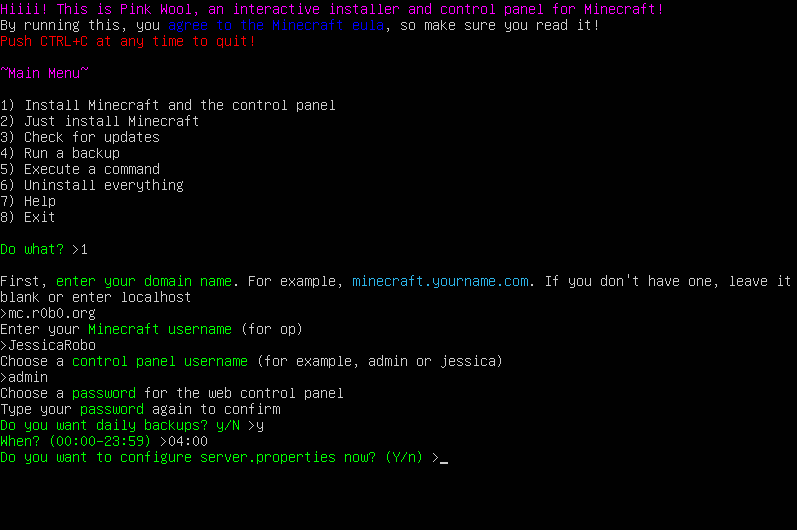 Hiiii! This is Pink Wool, an interactive installer and control panel for Minecraft!
By running this, you agree to the Minecraft eula, so make sure you read it!
Push CTRL+C at any time to quit!
~Main Menu~
1) Install Minecraft and the control panel
2) Just install Minecraft
3) Check for updates
4) Run a backup
5) Execute a command
6) Uninstall everything
7) Help
8) Exit
Do what? >1
First, enter your domain name. For example, minecraft.yourname.com. If you don't have one, leave it
blank or enter localhost
>mc.r0b0.org
Enter your Minecraft username (for op)
>JessicaRobo
Choose a control panel username (for example, admin or jessica)
>admin
Choose a password for the web control panel
Type your password again to confirm
Do you want daily backups? y/N >y
When? (00:00-23:59) >04:00
Do you want to configure server.properties now? (Y/n) >_